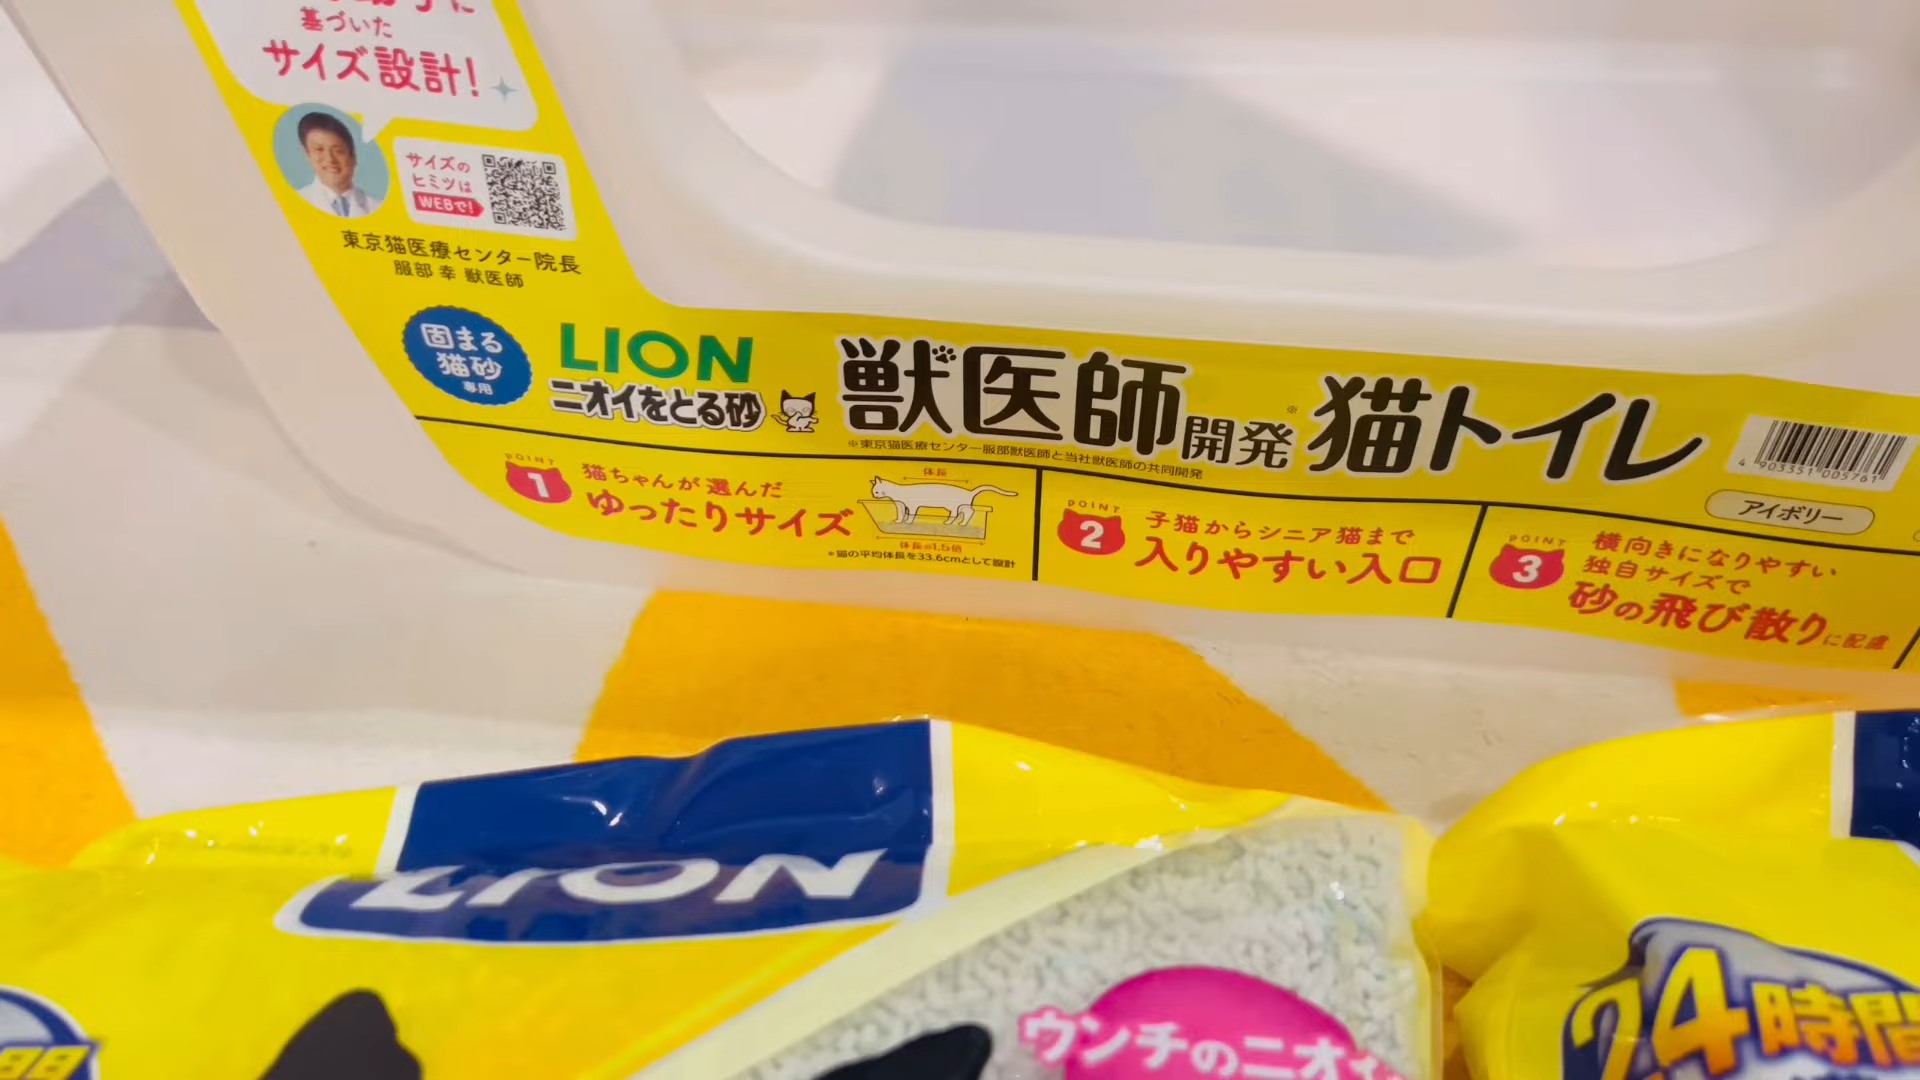 基づいた
サイズ設計!
サイズの
ヒミツは
WEBで!
東京猫医療センター院長
服部 幸 獣医師
固まる
猫砂
専用
LION
ニオイをとる砂
獣医師開発※猫トイレ
※東京猫医療センター服部獣医師と当社獣医師の共同開発
4 903351 005761
アイボリー
POINT
1
猫ちゃんが選んだ
ゆったりサイズ
体長
体長の1.5倍
※猫の平均体長を33.6cmとして設計
POINT
2
子猫からシニア猫まで
入りやすい入口
POINT
3
横向きになりやすい
独自サイズで
砂の飛び散りに配慮
LION
ウンチのニオイ
24時間